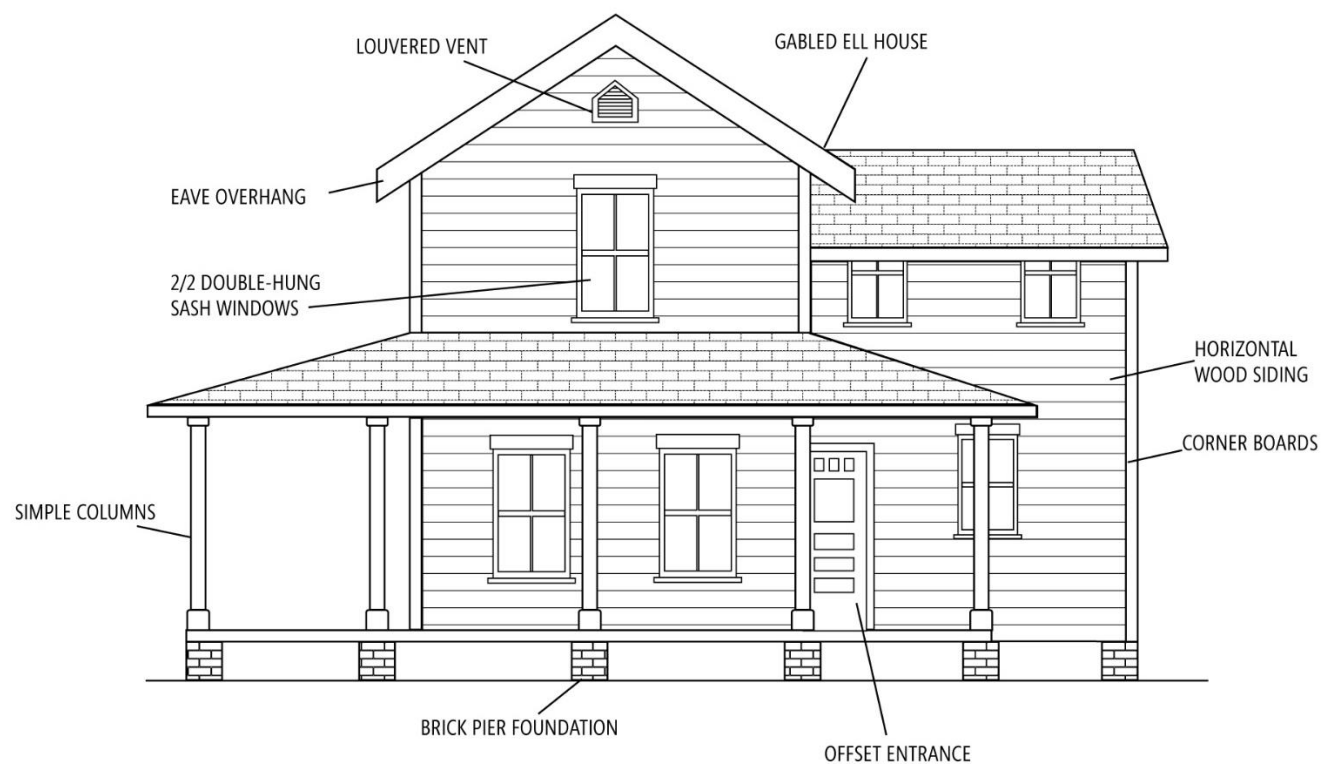 LOUVERED VENT
GABLED ELL HOUSE
EAVE OVERHANG
2/2 DOUBLE-HUNG
SASH WINDOWS
HORIZONTAL
WOOD SIDING
CORNER BOARDS
SIMPLE COLUMNS
BRICK PIER FOUNDATION
OFFSET ENTRANCE